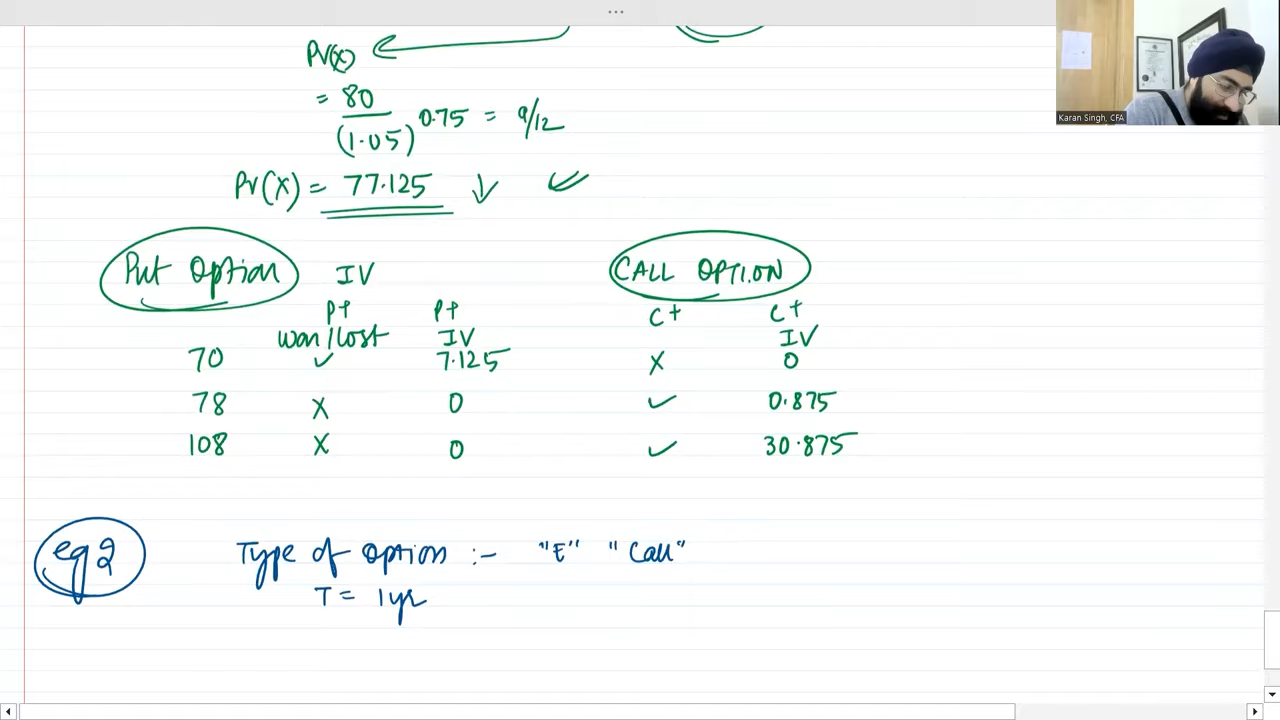 ...
Karan Singh, CFA
PV(X)
= 80
(1.05)^0.75 = 9/12
PV(X) = 77.125 ↓ ✓
Put Option IV CALL OPTION
P+ P+ C+ C+
won/lost IV IV
70 ✓ 7.125 X 0
78 X 0 ✓ 0.875
108 X 0 ✓ 30.875
eg 2 Type of option :- "E" "Call"
T = 1yr